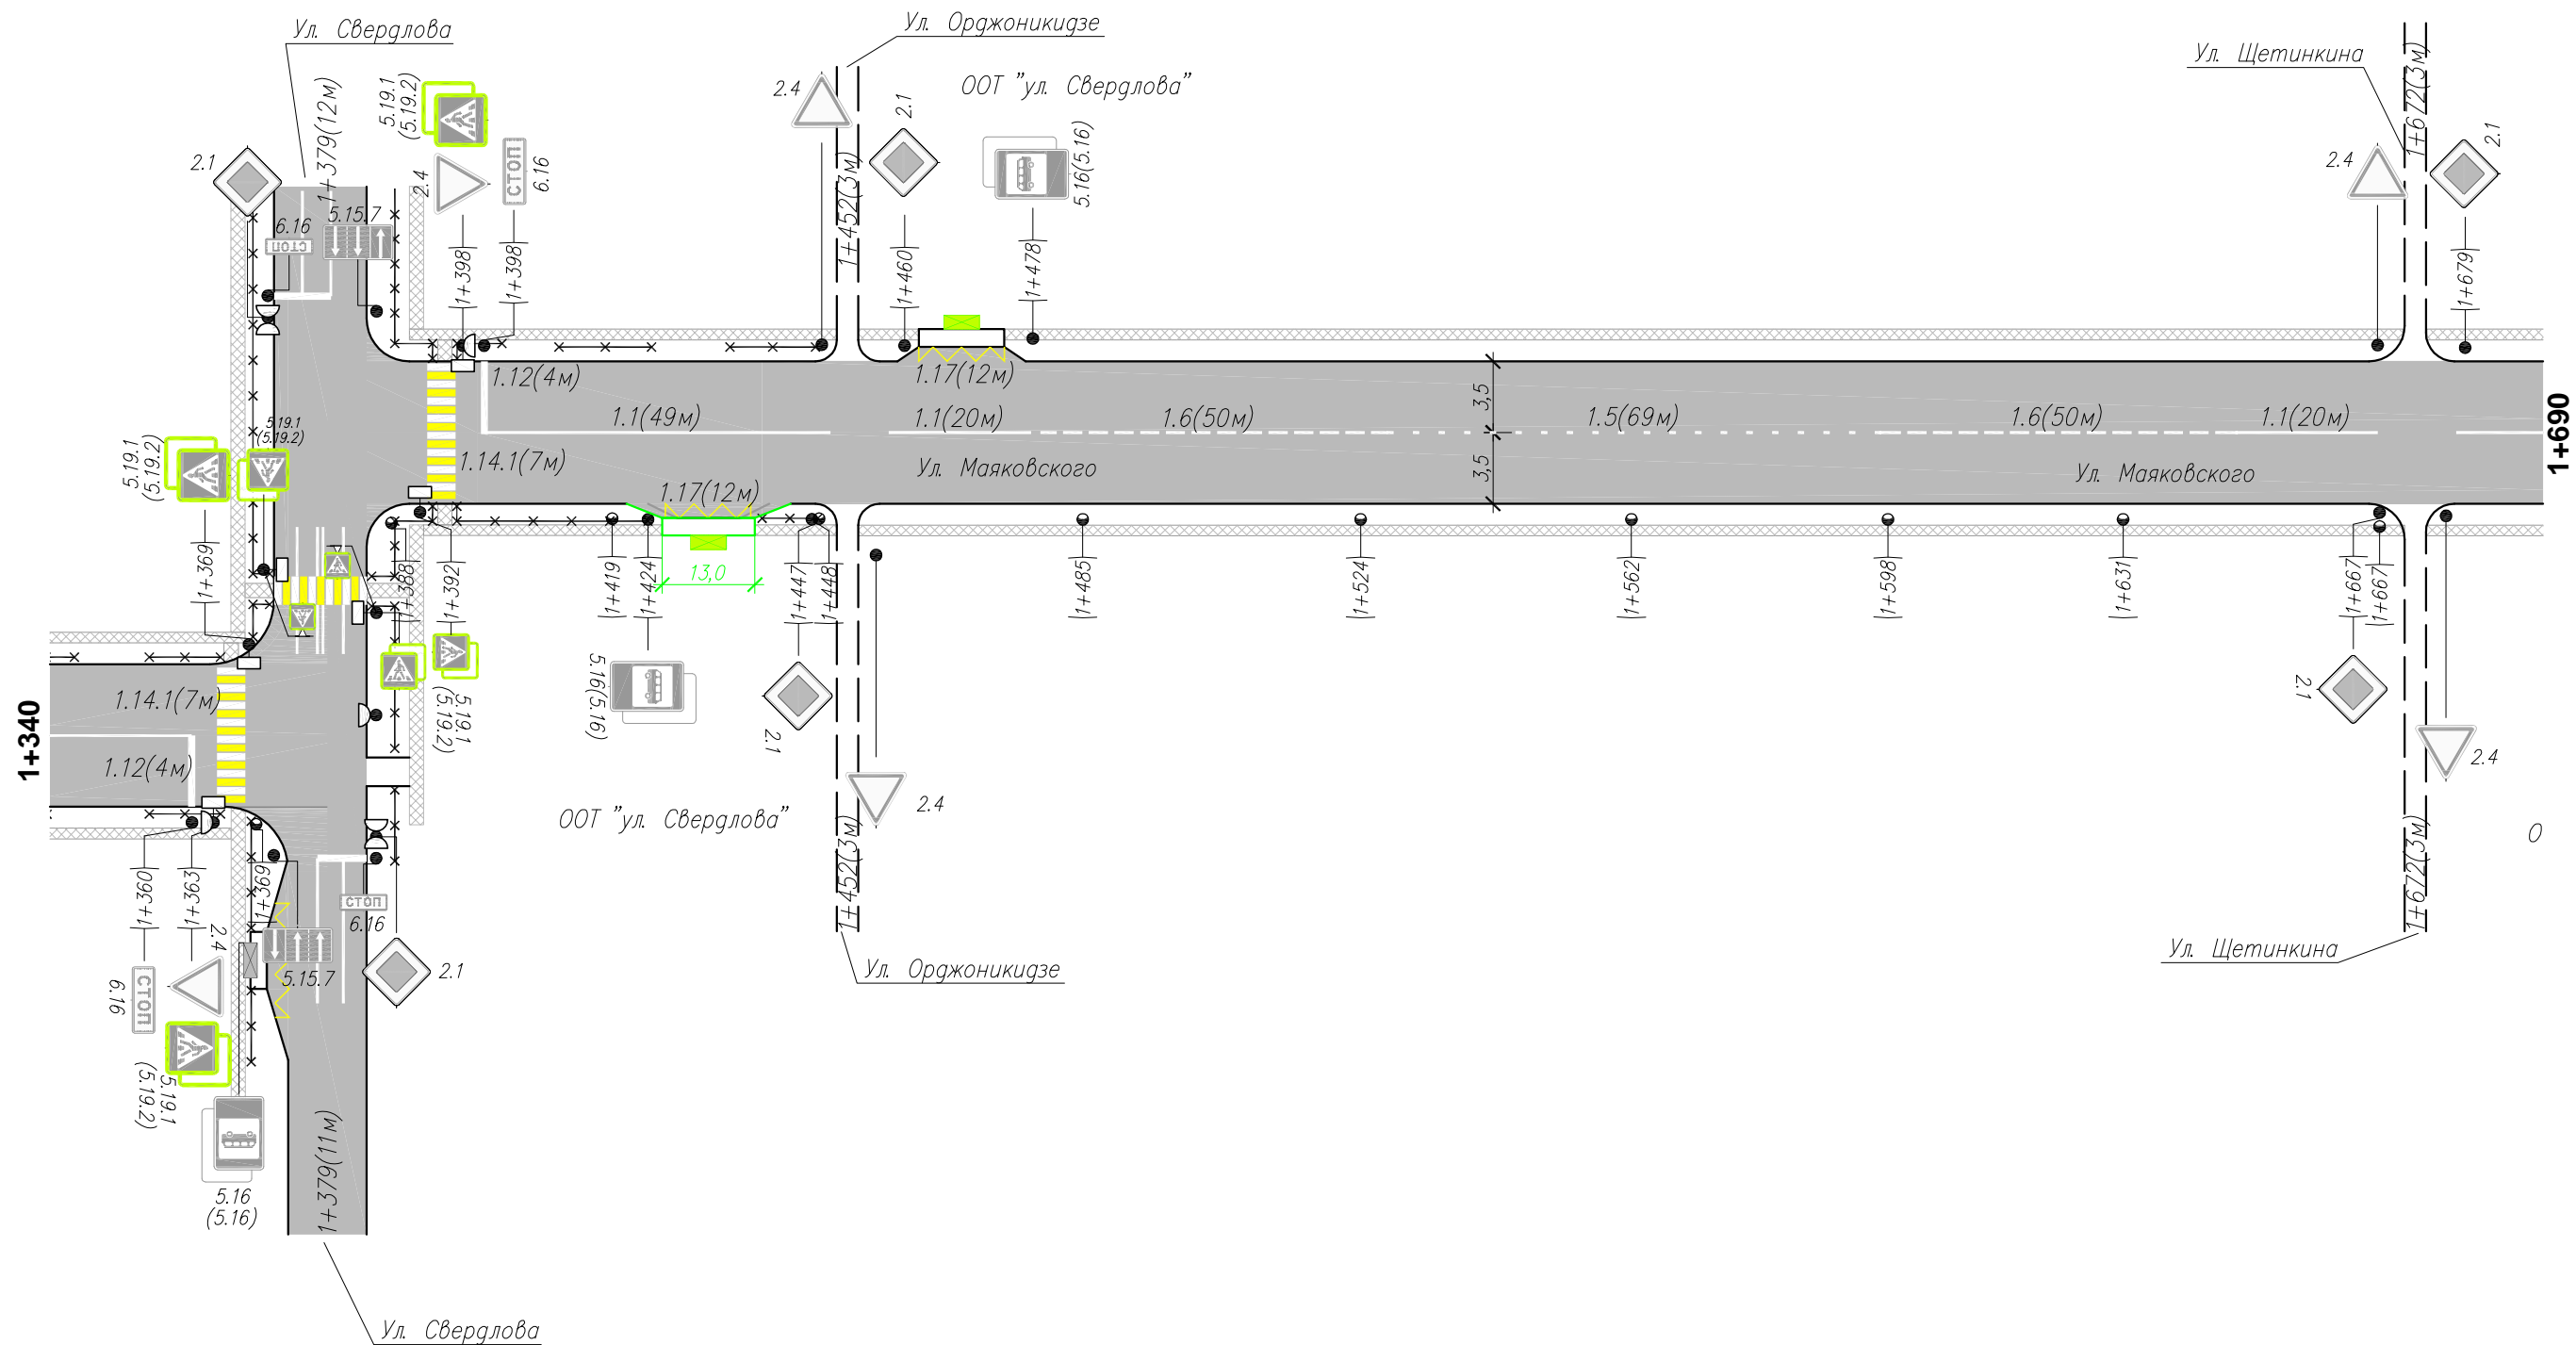 Ул. Свердлова
Ул. Орджоникидзе
Ул. Щетинкина
ООТ "ул. Свердлова"
5.19.1
(5.19.2)
1+379(12м)
2.4
2.1
1+672(3м)
2.1
2.4
6.16
СТОП
5.16(5.16)
2.4
2.1
1+452(3м)
6.16
5.15.7
СТОП
1+398
1+398
1+460
1+478
1+679
1.12(4м)
1.17(12м)
1.1(49м)
1.1(20м)
1.6(50м)
3,5
1.5(69м)
1.6(50м)
1.1(20м)
1+690
5.19.1
(5.19.2)
5.19.1
(5.19.2)
1.14.1(7м)
Ул. Маяковского
3,5
Ул. Маяковского
1.17(12м)
1+369
1+388
1+392
1+419
1+424
13,0
1+447
1+448
1+485
1+524
1+562
1+598
1+631
1+667
1+667
1.14.1(7м)
5.19.1
(5.19.2)
5.16(5.16)
2.1
2.1
1+340
1.12(4м)
2.4
2.4
ООТ "ул. Свердлова"
О
1+360
1+363
1+369
1+452(3м)
1+672(3м)
СТОП
6.16
2.4
5.15.7
2.1
Ул. Орджоникидзе
Ул. Щетинкина
СТОП
6.16
5.19.1
(5.19.2)
1+379(11м)
5.16
(5.16)
Ул. Свердлова